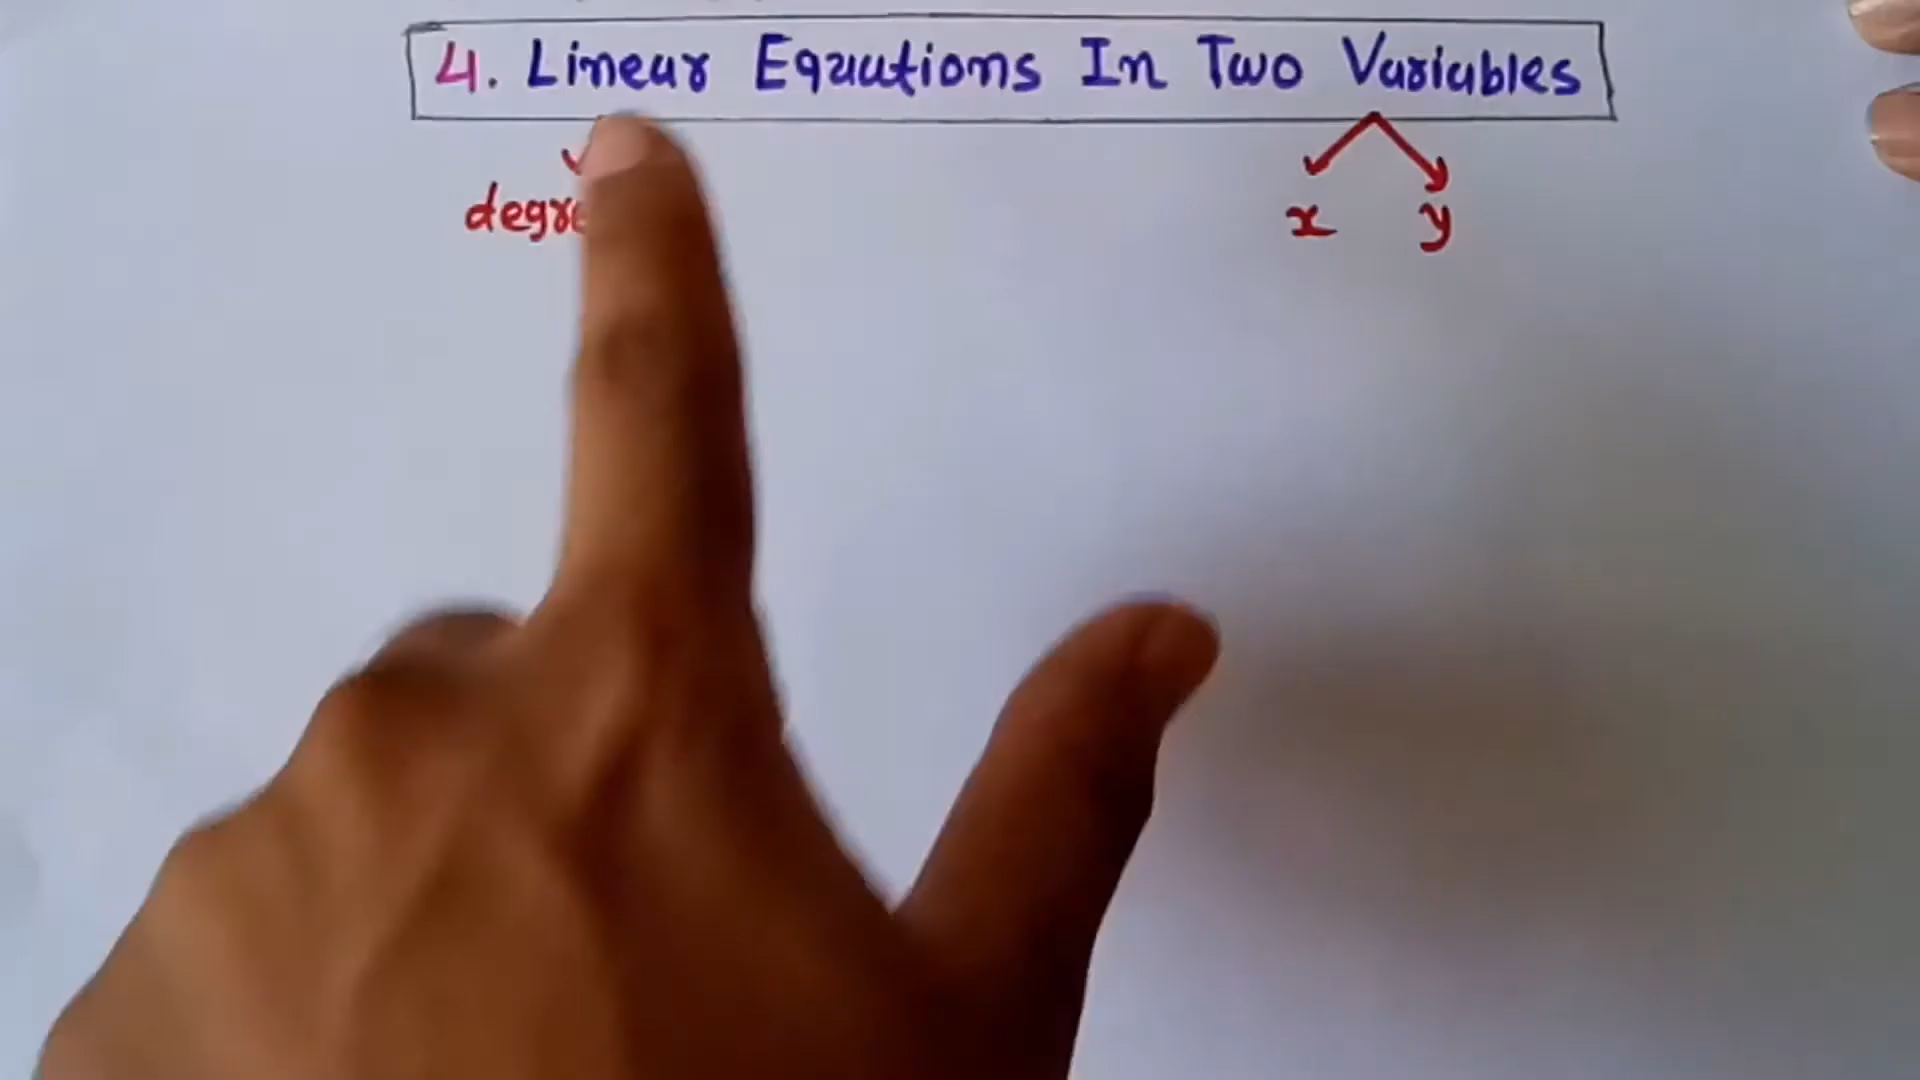 4. Linear Equations In Two Variables
x y